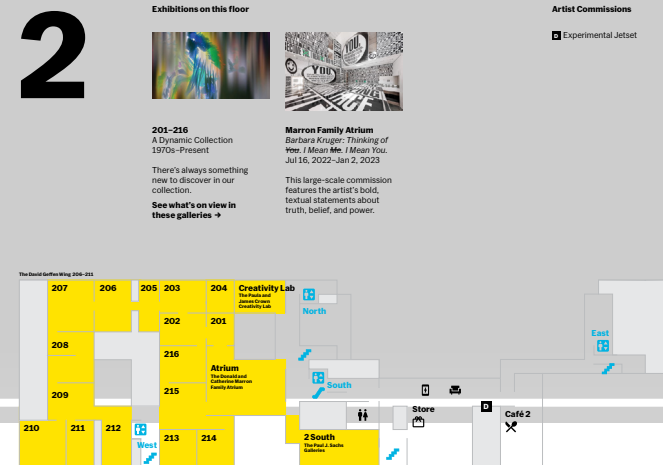 2
Exhibitions on this floor
Artist Commissions
D Experimental Jetset
YOU
YOU.
201–216
A Dynamic Collection
1970s–Present
There's always something
new to discover in our
collection.
See what's on view in
these galleries →
Marron Family Atrium
Barbara Kruger: Thinking of
You. I Mean Me. I Mean You.
Jul 16, 2022–Jan 2, 2023
This large-scale commission
features the artist's bold,
textual statements about
truth, belief, and power.
The David Geffen Wing 206–211
207
206
205
203
204
Creativity Lab
The Paula and
James Crown
Creativity Lab
North
202
201
East
208
216
Atrium
The Donald and
Catherine Marron
Family Atrium
South
215
209
Store
D
Café 2
210
211
212
West
213
214
2 South
The Paul J. Sachs
Galleries